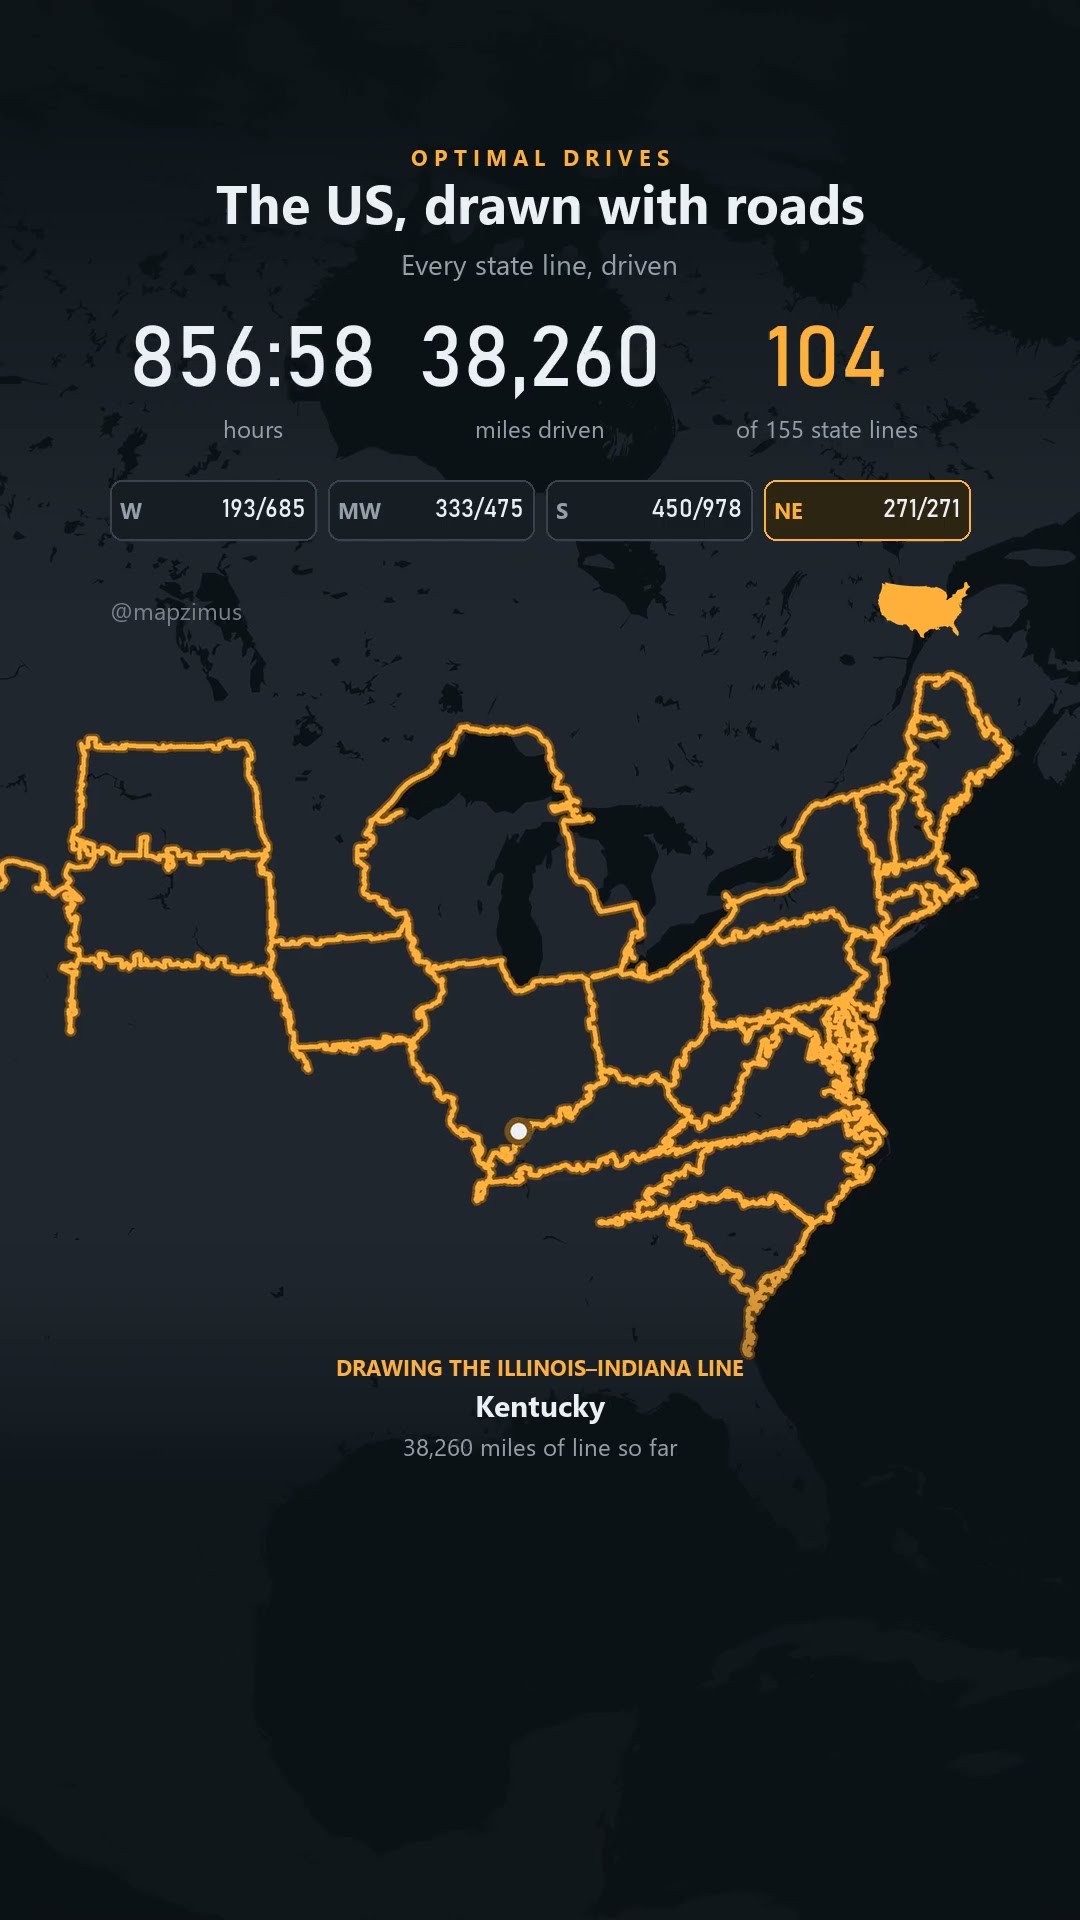 OPTIMAL DRIVES
The US, drawn with roads
Every state line, driven
856:58 38,260 104
hours miles driven of 155 state lines
W 193/685 MW 333/475 S 450/978 NE 271/271
@mapzimus
DRAWING THE ILLINOIS–INDIANA LINE
Kentucky
38,260 miles of line so far